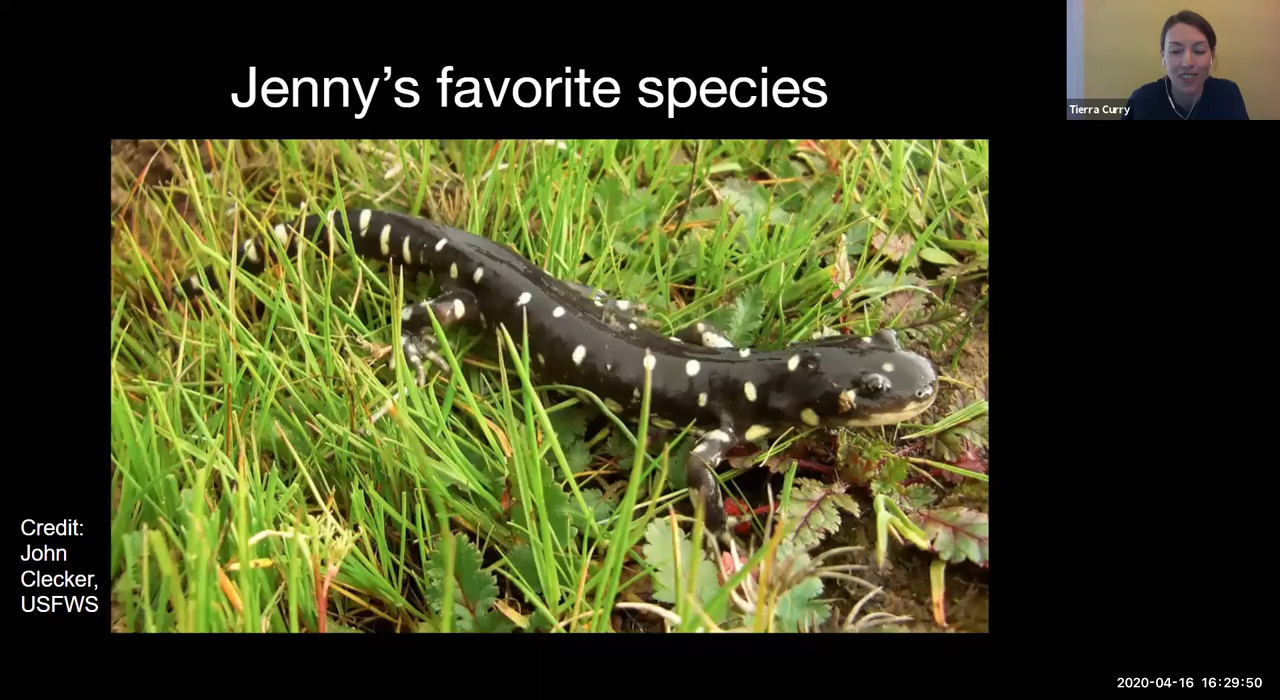 Jenny’s favorite species
Tierra Curry
Credit:
John
Clecker,
USFWS
2020-04-16 16:29:50